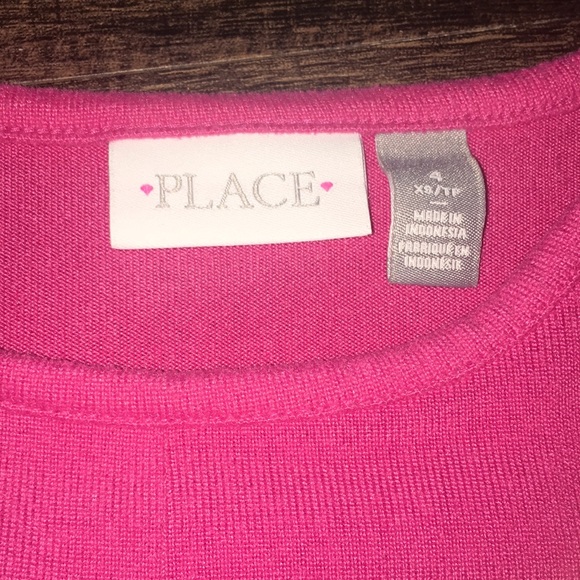 PLACE
4
XS/TP
MADE IN
INDONESIA
FABRIQUÉ EN
INDONÉSIE